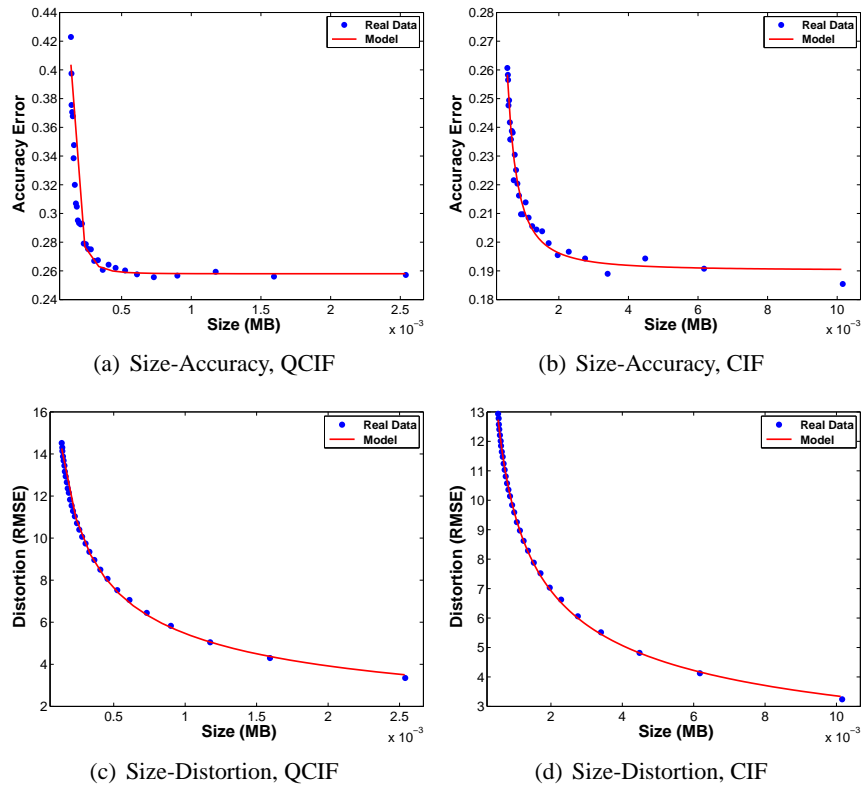 0.44
0.42
0.4
0.38
0.36
0.34
0.32
0.3
0.28
0.26
0.24
Accuracy Error
Real Data
Model
0.5 1 1.5 2 2.5
Size (MB)
x 10⁻³
(a) Size-Accuracy, QCIF
0.28
0.27
0.26
0.25
0.24
0.23
0.22
0.21
0.2
0.19
0.18
Accuracy Error
Real Data
Model
2 4 6 8 10
Size (MB)
x 10⁻³
(b) Size-Accuracy, CIF
16
14
12
10
8
6
4
2
Distortion (RMSE)
Real Data
Model
0.5 1 1.5 2 2.5
Size (MB)
x 10⁻³
(c) Size-Distortion, QCIF
13
12
11
10
9
8
7
6
5
4
3
Distortion (RMSE)
Real Data
Model
2 4 6 8 10
Size (MB)
x 10⁻³
(d) Size-Distortion, CIF